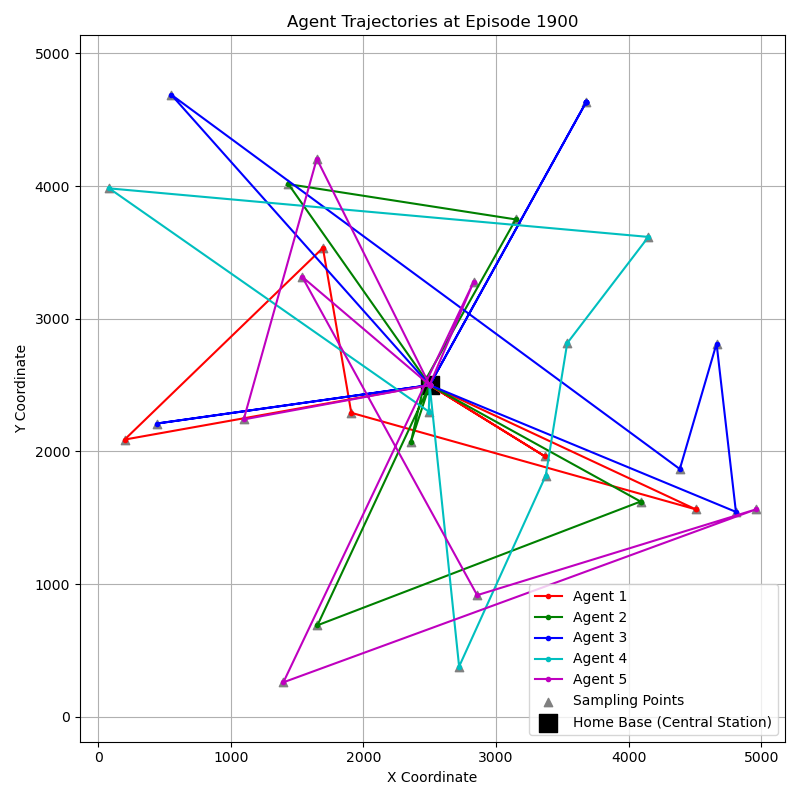 Agent Trajectories at Episode 1900
5000
4000
3000
2000
1000
0
Y Coordinate
0 1000 2000 3000 4000 5000
X Coordinate
Agent 1
Agent 2
Agent 3
Agent 4
Agent 5
Sampling Points
Home Base (Central Station)